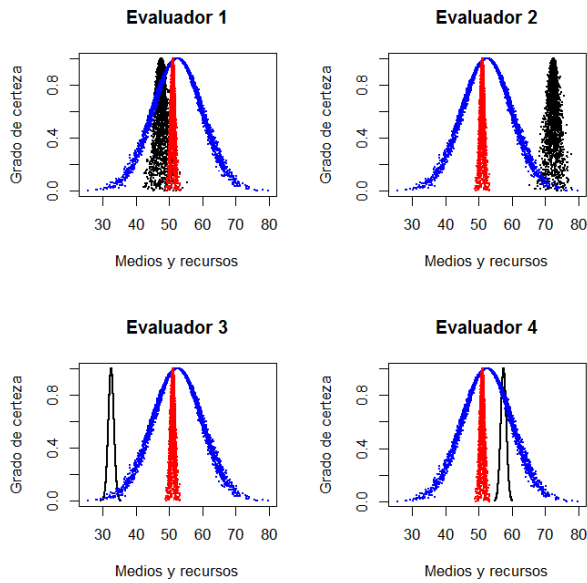 Evaluador 1
Grado de certeza
0.0 0.4 0.8
30 40 50 60 70 80
Medios y recursos
Evaluador 2
Grado de certeza
0.0 0.4 0.8
30 40 50 60 70 80
Medios y recursos
Evaluador 3
Grado de certeza
0.0 0.4 0.8
30 40 50 60 70 80
Medios y recursos
Evaluador 4
Grado de certeza
0.0 0.4 0.8
30 40 50 60 70 80
Medios y recursos